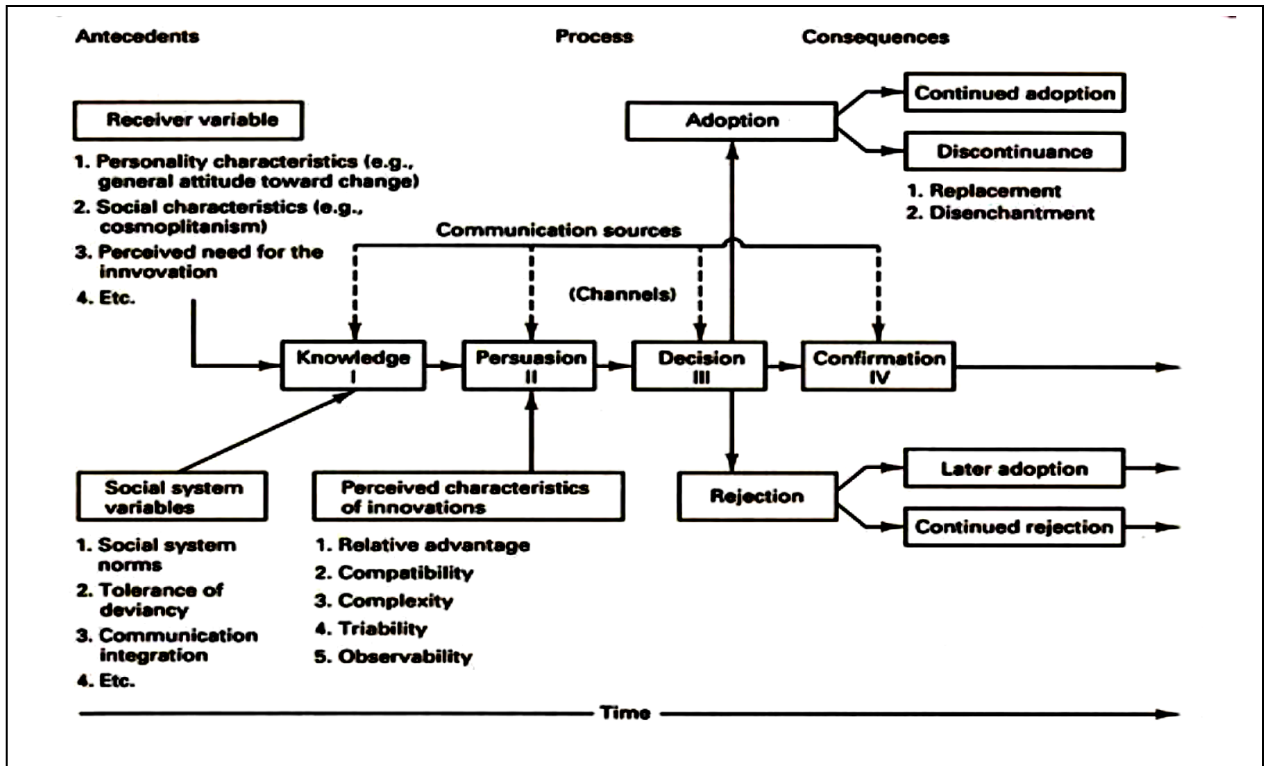 Antecedents
Process
Consequences
Receiver variable
1. Personality characteristics (e.g.,
general attitude toward change)
2. Social characteristics (e.g.,
cosmoplitanism)
3. Perceived need for the
innvovation
4. Etc.
Adoption
Continued adoption
Discontinuance
1. Replacement
2. Disenchantment
Communication sources
(Channels)
Knowledge
I
Persuasion
II
Decision
III
Confirmation
IV
Social system
variables
1. Social system
norms
2. Tolerance of
deviancy
3. Communication
integration
4. Etc.
Perceived characteristics
of innovations
1. Relative advantage
2. Compatibility
3. Complexity
4. Triability
5. Observability
Rejection
Later adoption
Continued rejection
Time